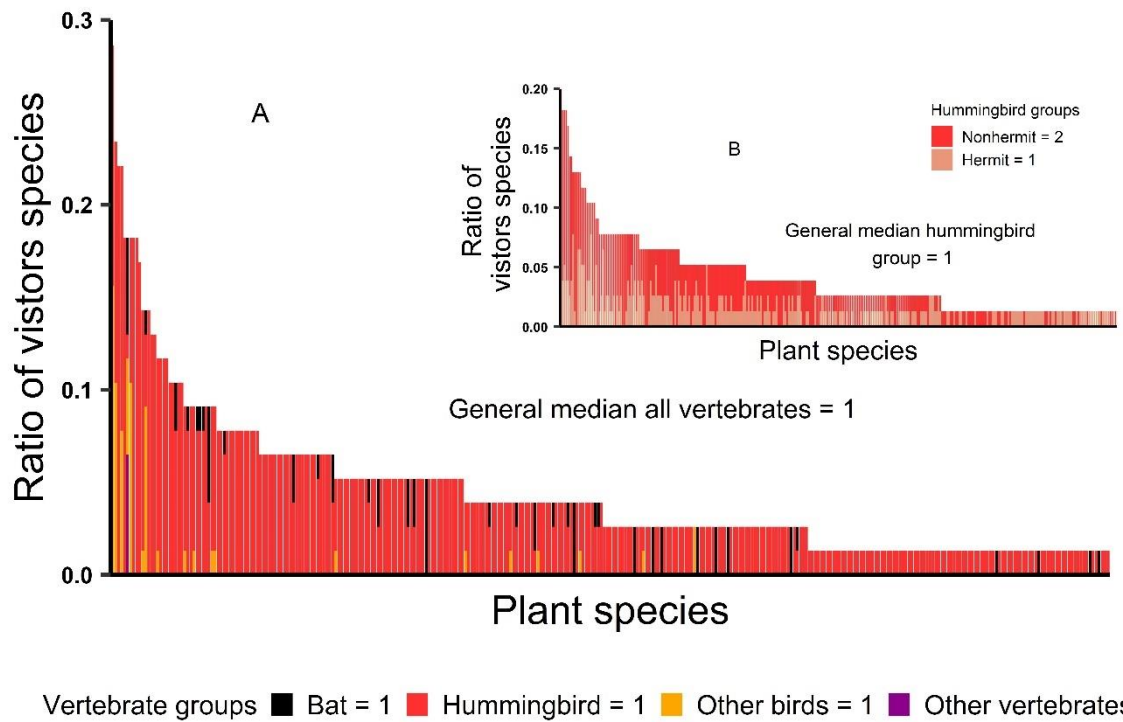 0.3
0.2
0.1
0.0
Ratio of vistors species
A
Plant species
General median all vertebrates = 1
0.20
0.15
0.10
0.05
0.00
Ratio of
vistors species
B
Hummingbird groups
Nonhermit = 2
Hermit = 1
General median hummingbird
group = 1
Plant species
Vertebrate groups Bat = 1 Hummingbird = 1 Other birds = 1 Other vertebrates